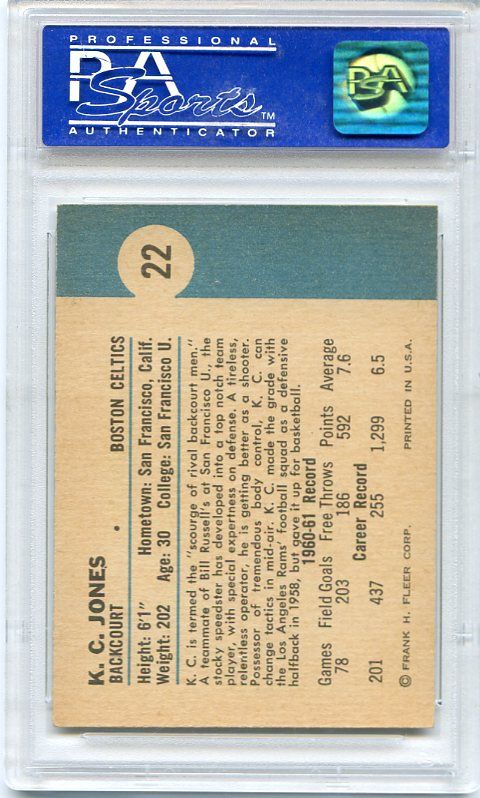 PROFESSIONAL
PSA
Sports™
AUTHENTICATOR
PSA
22
K. C. JONES
BACKCOURT BOSTON CELTICS
Height: 6'1" Hometown: San Francisco, Calif.
Weight: 202 Age: 30 College: San Francisco U.
K. C. is termed the "scourge of rival backcourt men."
A teammate of Bill Russell's at San Francisco U., the
stocky speedster has developed into a top notch team
player, with special expertness on defense. A tireless,
relentless operator, he is getting better as a shooter.
Possessor of tremendous body control, K. C. can
change tactics in mid-air. K. C. made the grade with
the Los Angeles Rams' football squad as a defensive
halfback in 1958, but gave it up for basketball.
1960-61 Record
Games Field Goals Free Throws Points Average
78 203 186 592 7.6
Career Record
201 437 255 1,299 6.5
© FRANK H. FLEER CORP. PRINTED IN U.S.A.